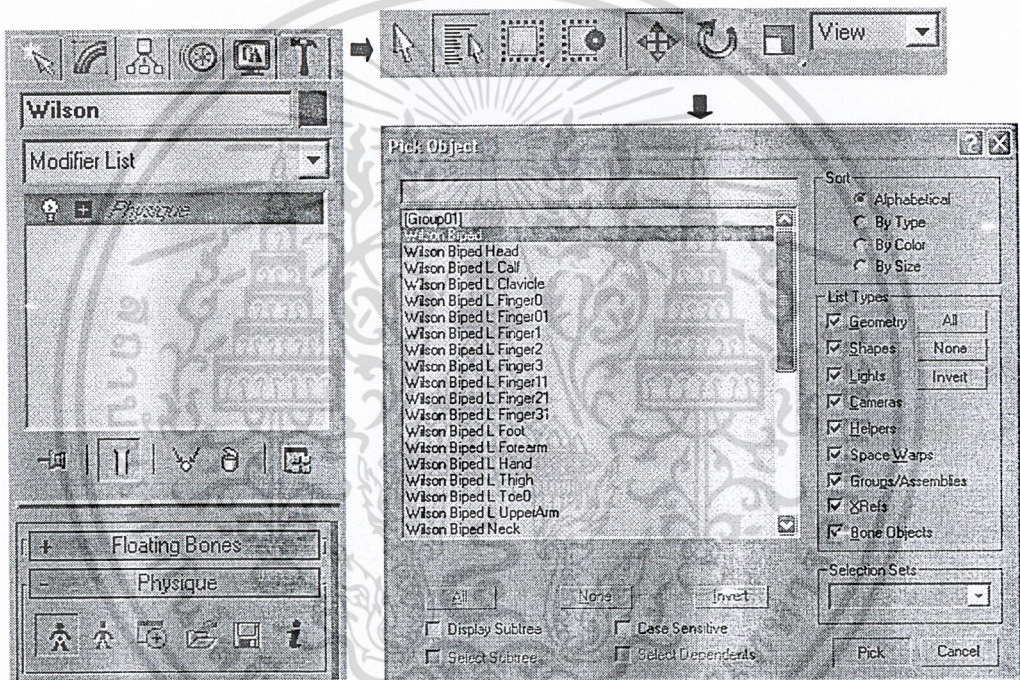 Wilson
Modifier List
Physique
Floating Bones
Physique
View
Pick Object
[Group01]
Wilson Biped
Wilson Biped Head
Wilson Biped L Calf
Wilson Biped L Clavicle
Wilson Biped L Finger0
Wilson Biped L Finger01
Wilson Biped L Finger1
Wilson Biped L Finger2
Wilson Biped L Finger3
Wilson Biped L Finger11
Wilson Biped L Finger21
Wilson Biped L Finger31
Wilson Biped L Foot
Wilson Biped L Forearm
Wilson Biped L Hand
Wilson Biped L Thigh
Wilson Biped L Toe0
Wilson Biped L UpperArm
Wilson Biped Neck
All None Invert
Display Subtree Case Sensitive
Select Subtree Select Dependents
Sort
Alphabetical
By Type
By Color
By Size
List Types
Geometry All
Shapes None
Lights Invert
Cameras
Helpers
Space Warps
Groups/Assemblies
XRefs
Bone Objects
Selection Sets
Pick Cancel